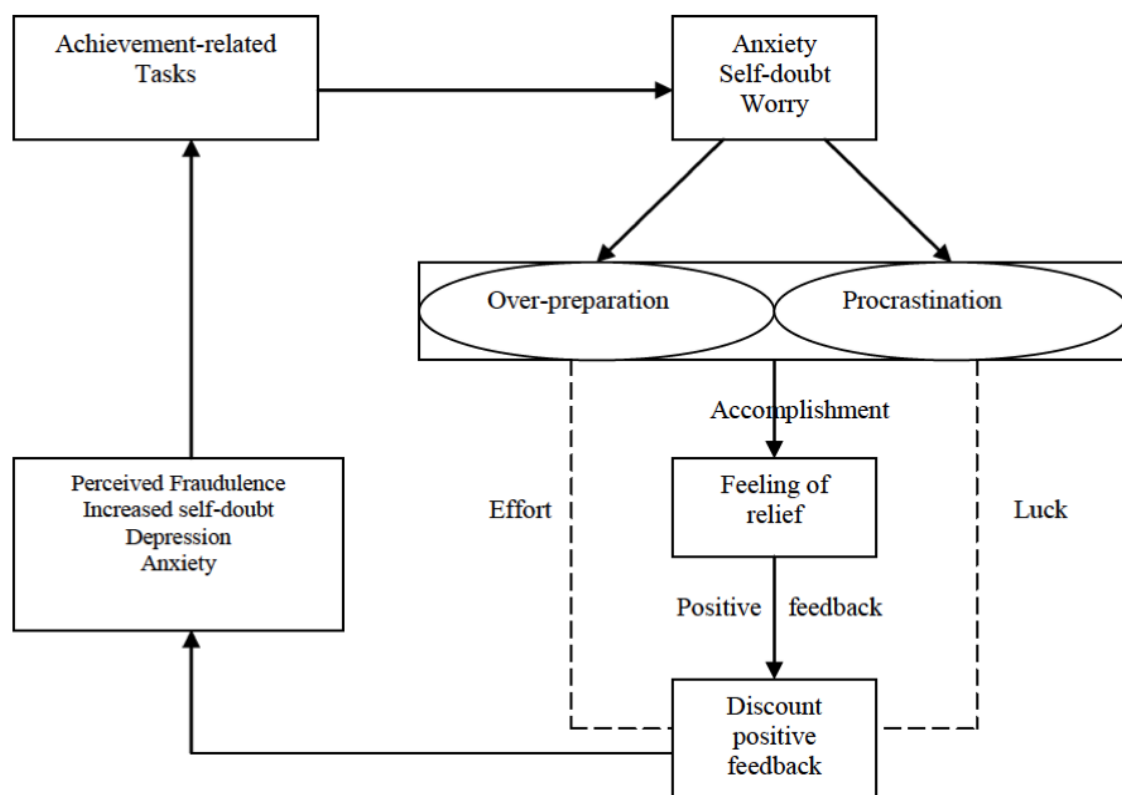 Achievement-related
Tasks
Anxiety
Self-doubt
Worry
Over-preparation
Procrastination
Accomplishment
Perceived Fraudulence
Increased self-doubt
Depression
Anxiety
Effort
Feeling of
relief
Luck
Positive feedback
Discount
positive
feedback